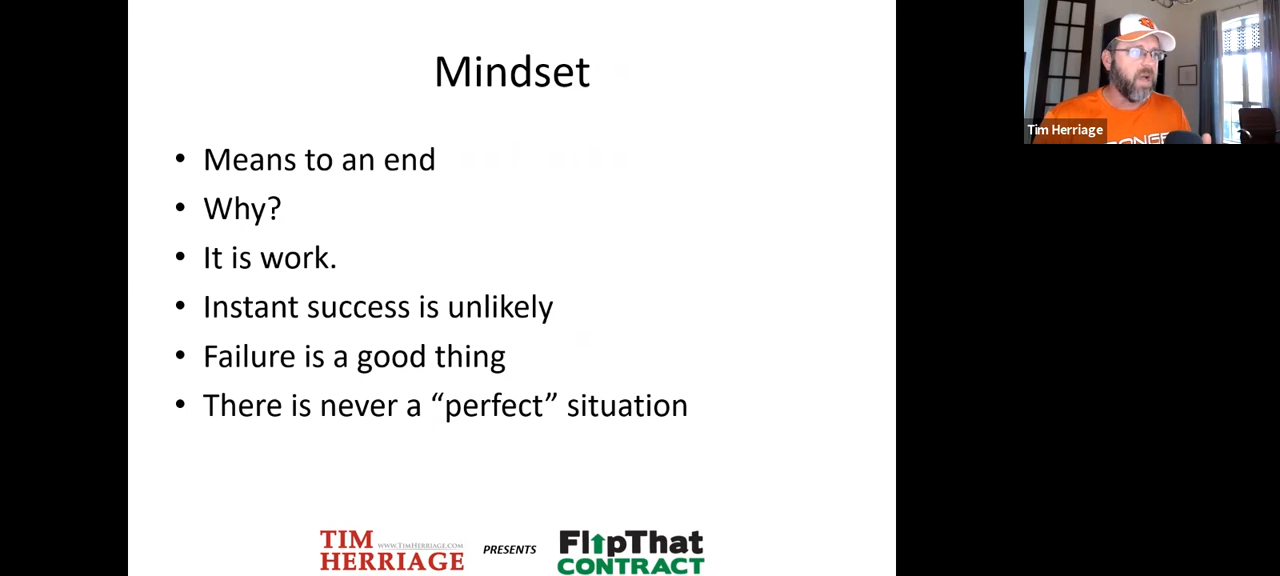 Mindset
• Means to an end
• Why?
• It is work.
• Instant success is unlikely
• Failure is a good thing
• There is never a “perfect” situation
TIM
WWW.TIMHERRIAGE.COM
HERRIAGE
PRESENTS
FlipThat
CONTRACT
Tim Herriage